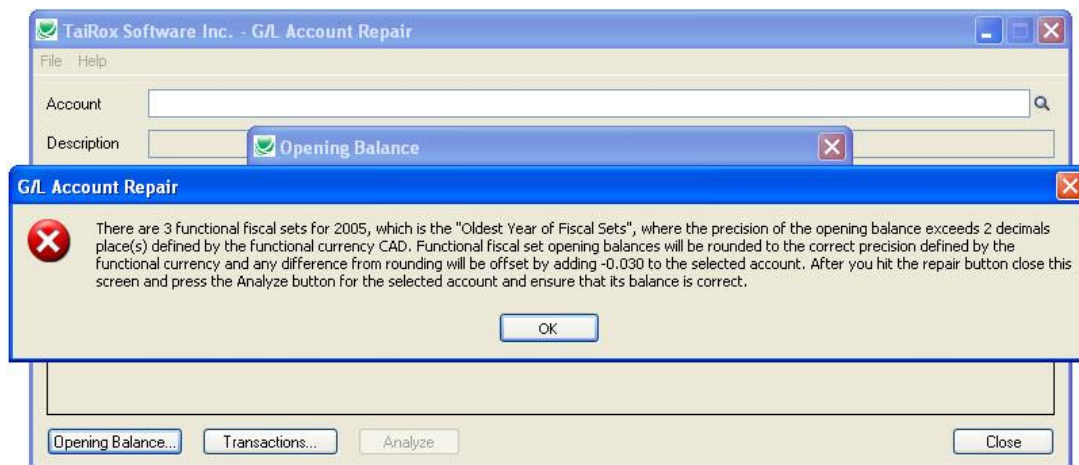 TaiRox Software Inc. - G/L Account Repair
File Help
Account
Description
Opening Balance
G/L Account Repair
There are 3 functional fiscal sets for 2005, which is the "Oldest Year of Fiscal Sets", where the precision of the opening balance exceeds 2 decimals
place(s) defined by the functional currency CAD. Functional fiscal set opening balances will be rounded to the correct precision defined by the
functional currency and any difference from rounding will be offset by adding -0.030 to the selected account. After you hit the repair button close this
screen and press the Analyze button for the selected account and ensure that its balance is correct.
OK
Opening Balance... Transactions... Analyze Close